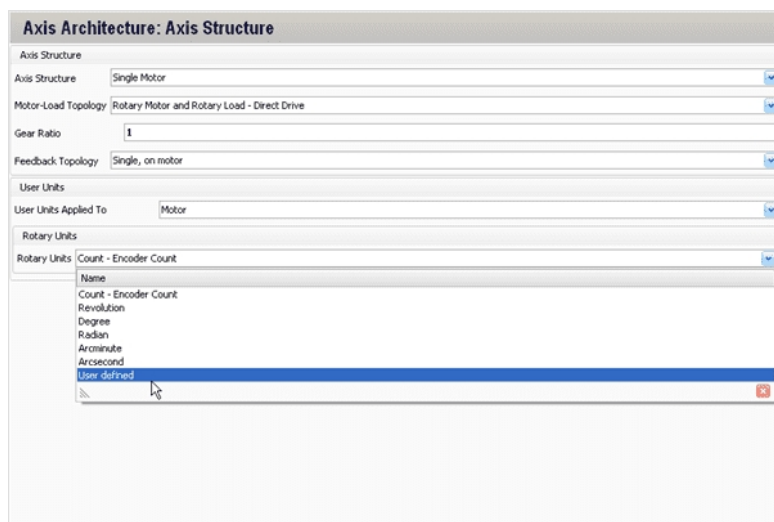 Axis Architecture: Axis Structure
Axis Structure
Axis Structure Single Motor
Motor-Load Topology Rotary Motor and Rotary Load - Direct Drive
Gear Ratio 1
Feedback Topology Single, on motor
User Units
User Units Applied To Motor
Rotary Units
Rotary Units Count - Encoder Count
Name
Count - Encoder Count
Revolution
Degree
Radian
Arcminute
Arcsecond
User defined